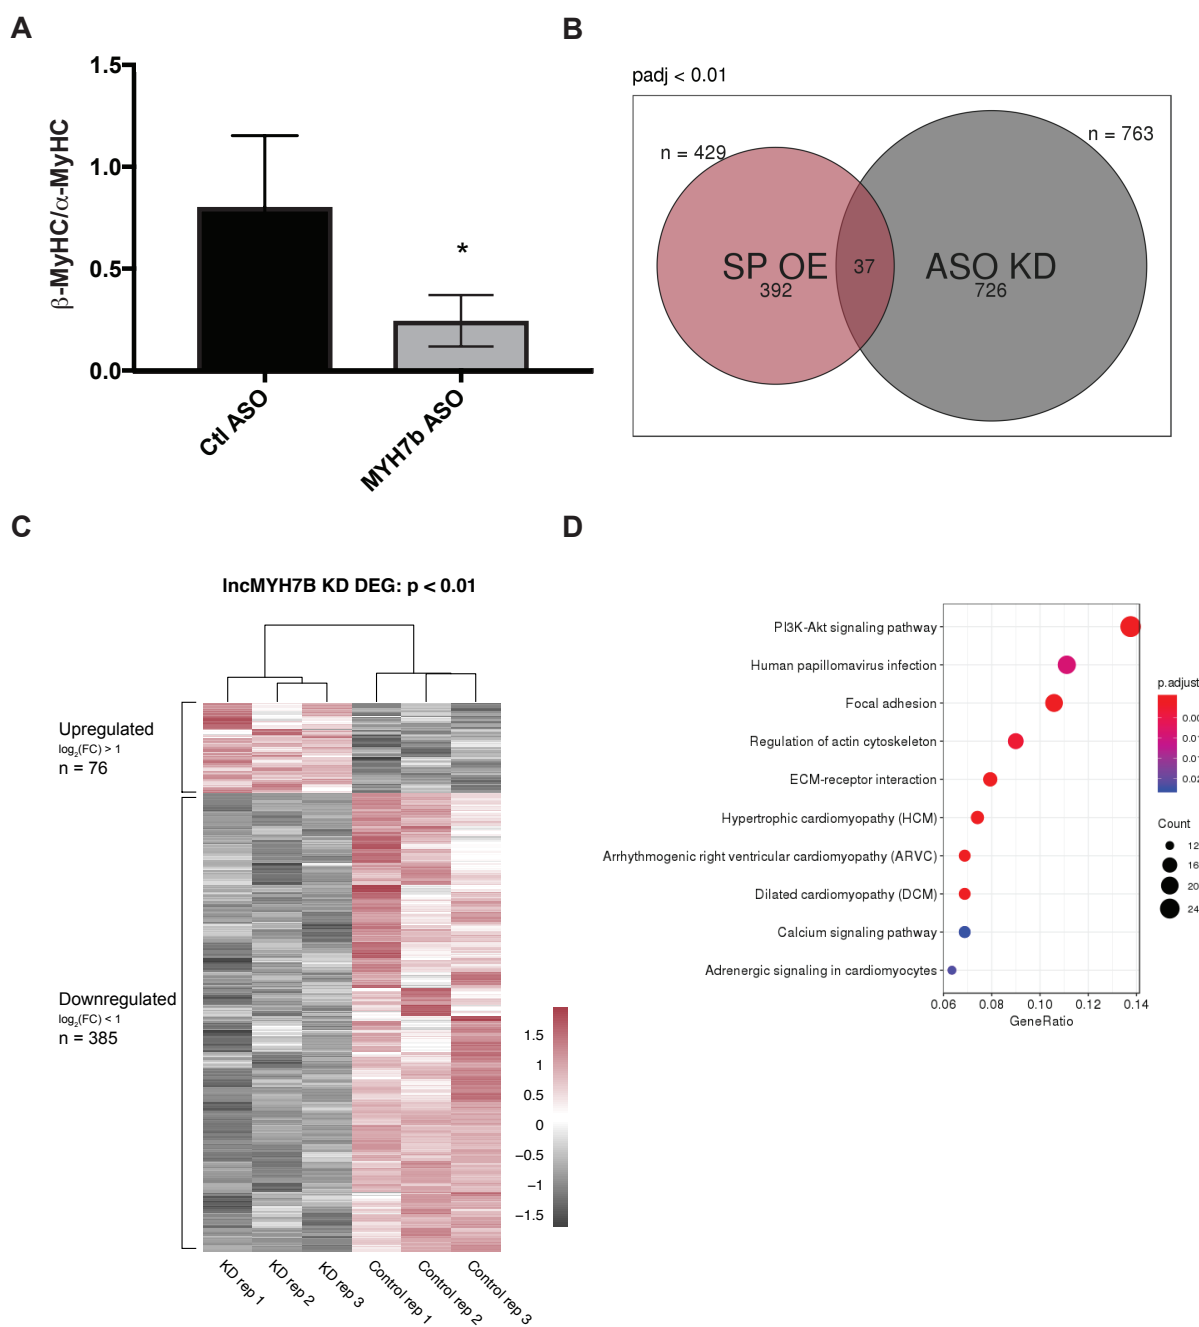 A
1.5
1.0
0.5
0.0
β-MyHC/α-MyHC
*
Ctl ASO
MYH7b ASO
B
padj < 0.01
n = 429
n = 763
SP OE
392
37
ASO KD
726
C
lncMYH7B KD DEG: p < 0.01
Upregulated
log2(FC) > 1
n = 76
Downregulated
log2(FC) < 1
n = 385
1.5
1
0.5
0
−0.5
−1
−1.5
KD rep 1
KD rep 2
KD rep 3
Control rep 1
Control rep 2
Control rep 3
D
PI3K-Akt signaling pathway
Human papillomavirus infection
Focal adhesion
Regulation of actin cytoskeleton
ECM-receptor interaction
Hypertrophic cardiomyopathy (HCM)
Arrhythmogenic right ventricular cardiomyopathy (ARVC)
Dilated cardiomyopathy (DCM)
Calcium signaling pathway
Adrenergic signaling in cardiomyocytes
0.06
0.08
0.10
0.12
0.14
GeneRatio
p.adjust
Count
12
16
20
24